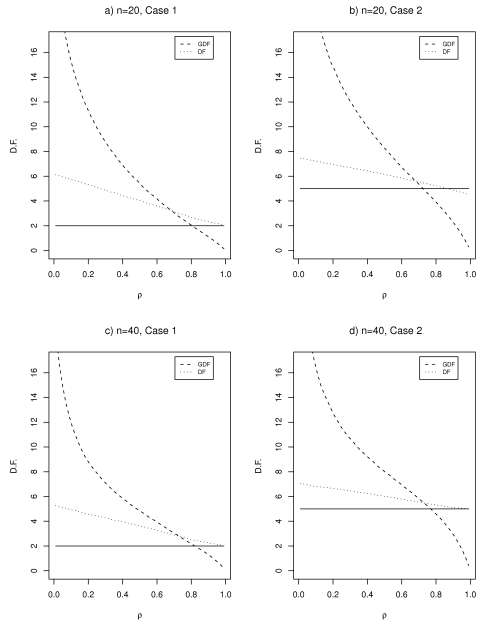 a) n=20, Case 1
b) n=20, Case 2
GDF
DF
GDF
DF
D.F.
D.F.
16
14
12
10
8
6
4
2
0
16
14
12
10
8
6
4
2
0
0.0 0.2 0.4 0.6 0.8 1.0
0.0 0.2 0.4 0.6 0.8 1.0
ρ
ρ
c) n=40, Case 1
d) n=40, Case 2
GDF
DF
GDF
DF
D.F.
D.F.
16
14
12
10
8
6
4
2
0
16
14
12
10
8
6
4
2
0
0.0 0.2 0.4 0.6 0.8 1.0
0.0 0.2 0.4 0.6 0.8 1.0
ρ
ρ